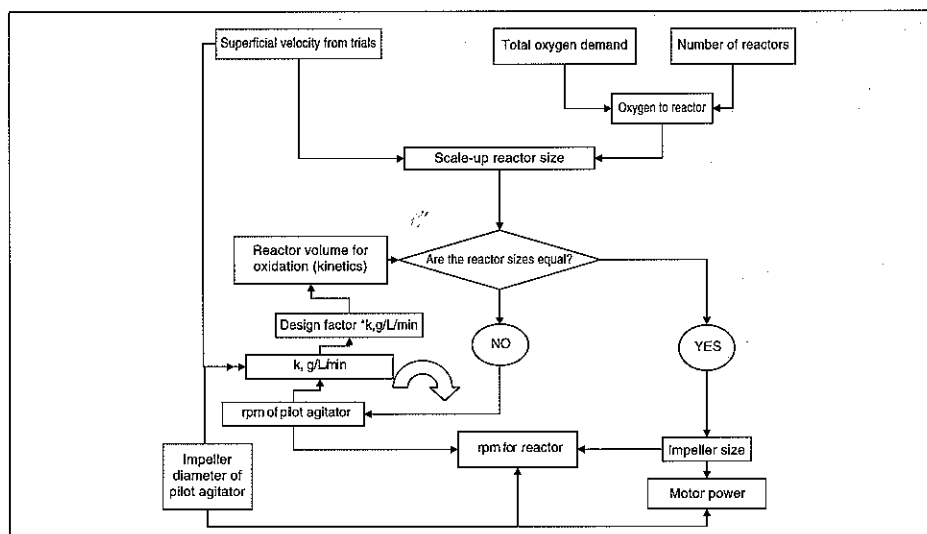 Superficial velocity from trials
Total oxygen demand
Number of reactors
Oxygen to reactor
Scale-up reactor size
Reactor volume for
oxidation (kinetics)
Are the reactor sizes equal?
Design factor *k,g/L/min
NO
YES
k, g/L/min
rpm of pilot agitator
Impeller
diameter of
pilot agitator
rpm for reactor
Impeller size
Motor power